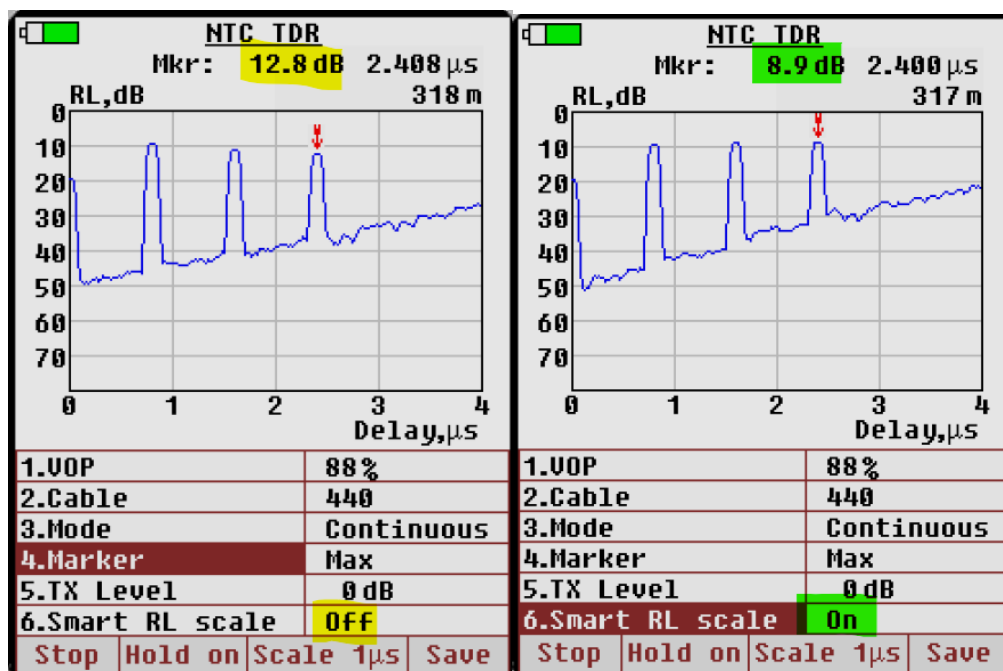 NTC TDR
Mkr: 12.8 dB 2.408 µs
RL,dB 318 m
0
10
20
30
40
50
60
70
0 1 2 3 4
Delay,µs
1.VOP 88%
2.Cable 440
3.Mode Continuous
4.Marker Max
5.TX Level 0 dB
6.Smart RL scale Off
Stop Hold on Scale 1µs Save
NTC TDR
Mkr: 8.9 dB 2.400 µs
RL,dB 317 m
0
10
20
30
40
50
60
70
0 1 2 3 4
Delay,µs
1.VOP 88%
2.Cable 440
3.Mode Continuous
4.Marker Max
5.TX Level 0 dB
6.Smart RL scale On
Stop Hold on Scale 1µs Save